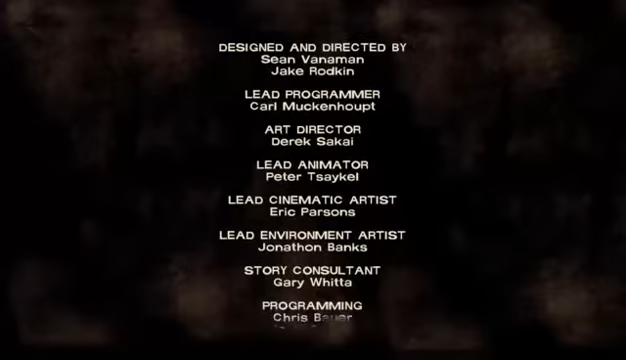 DESIGNED AND DIRECTED BY
Sean Vanaman
Jake Rodkin
LEAD PROGRAMMER
Carl Muckenhoupt
ART DIRECTOR
Derek Sakai
LEAD ANIMATOR
Peter Tsaykel
LEAD CINEMATIC ARTIST
Eric Parsons
LEAD ENVIRONMENT ARTIST
Jonathon Banks
STORY CONSULTANT
Gary Whitta
PROGRAMMING
Chris